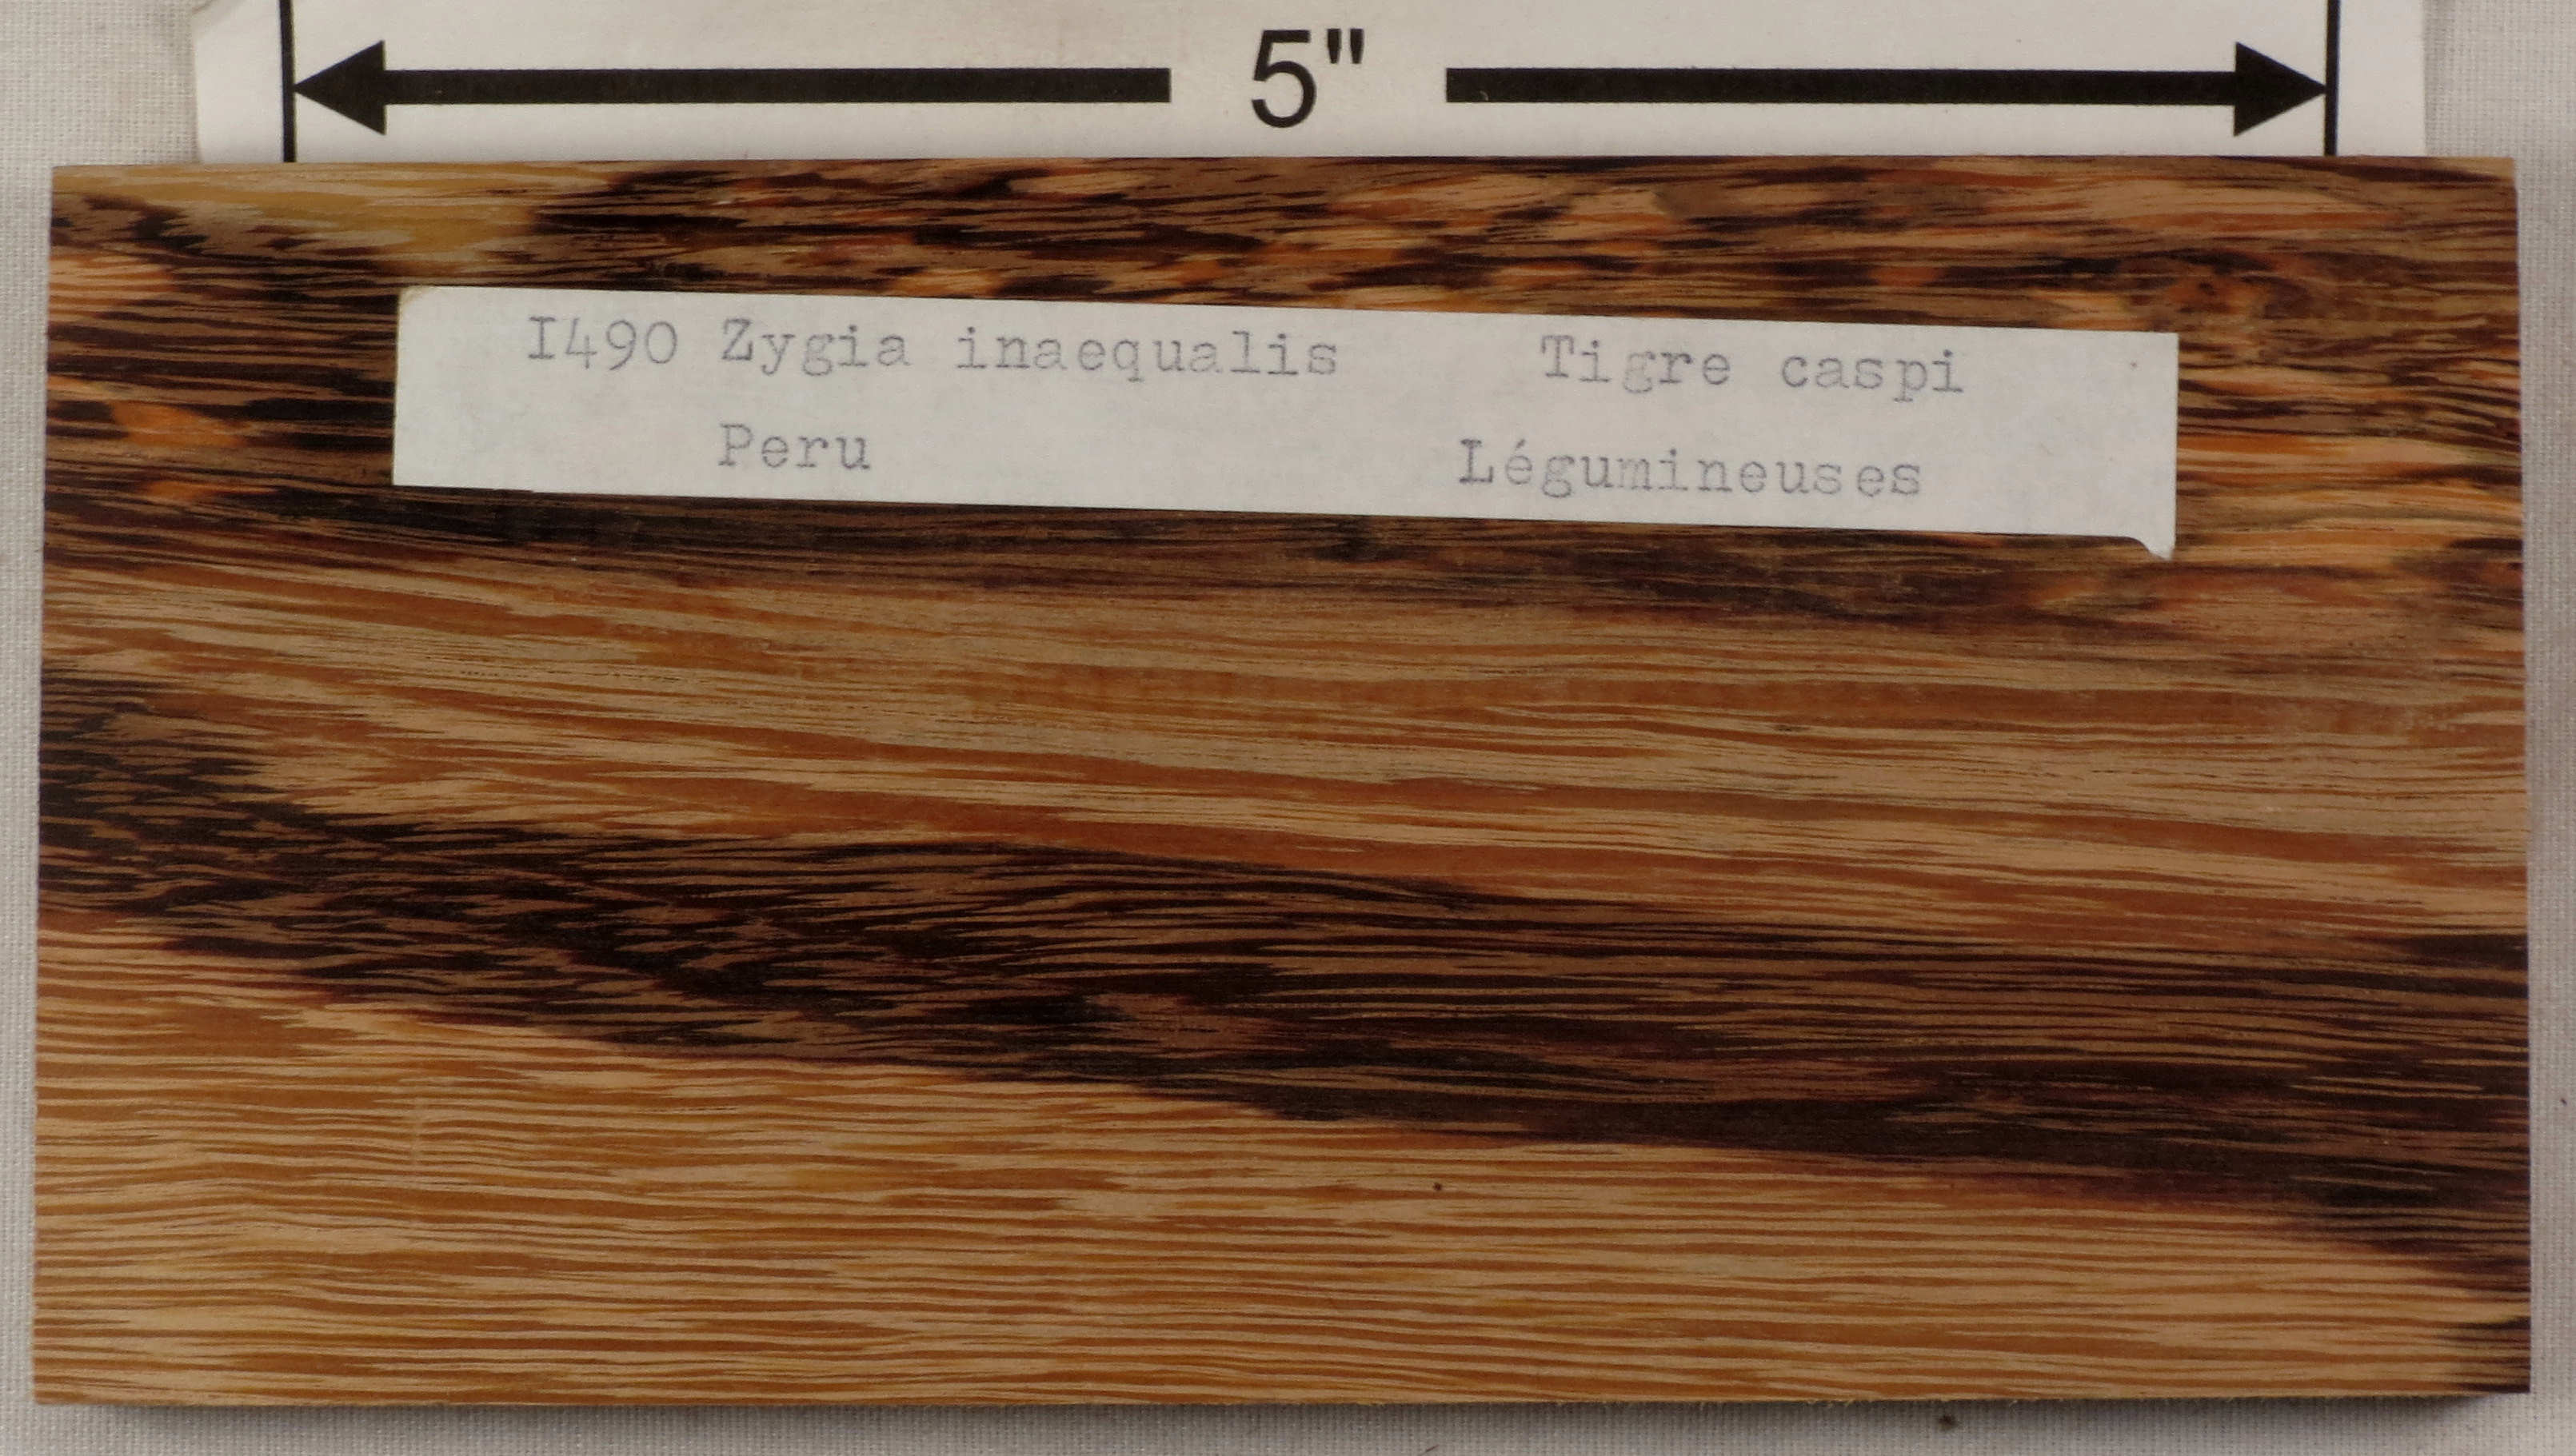 5"
I490 Zygia inaequalis Tigre caspi
Peru Légumineuses